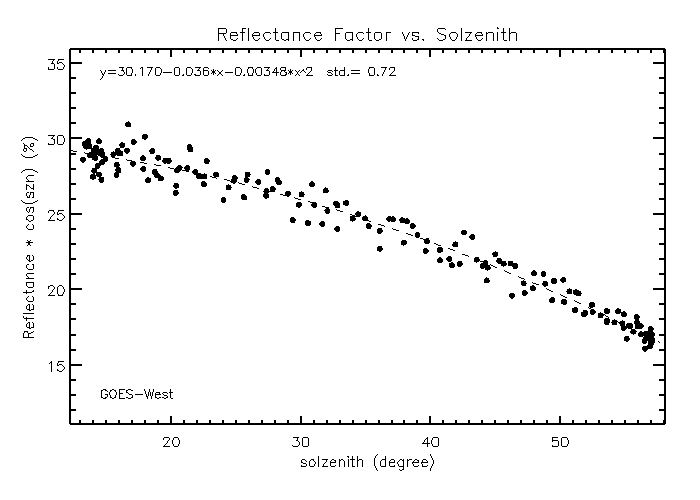 Reflectance Factor vs. Solzenith
y=30.170-0.036*x-0.00348*x^2 std.= 0.72
35
30
25
20
15
Reflectance * cos(szn) (%)
GOES-West
20 30 40 50
solzenith (degree)